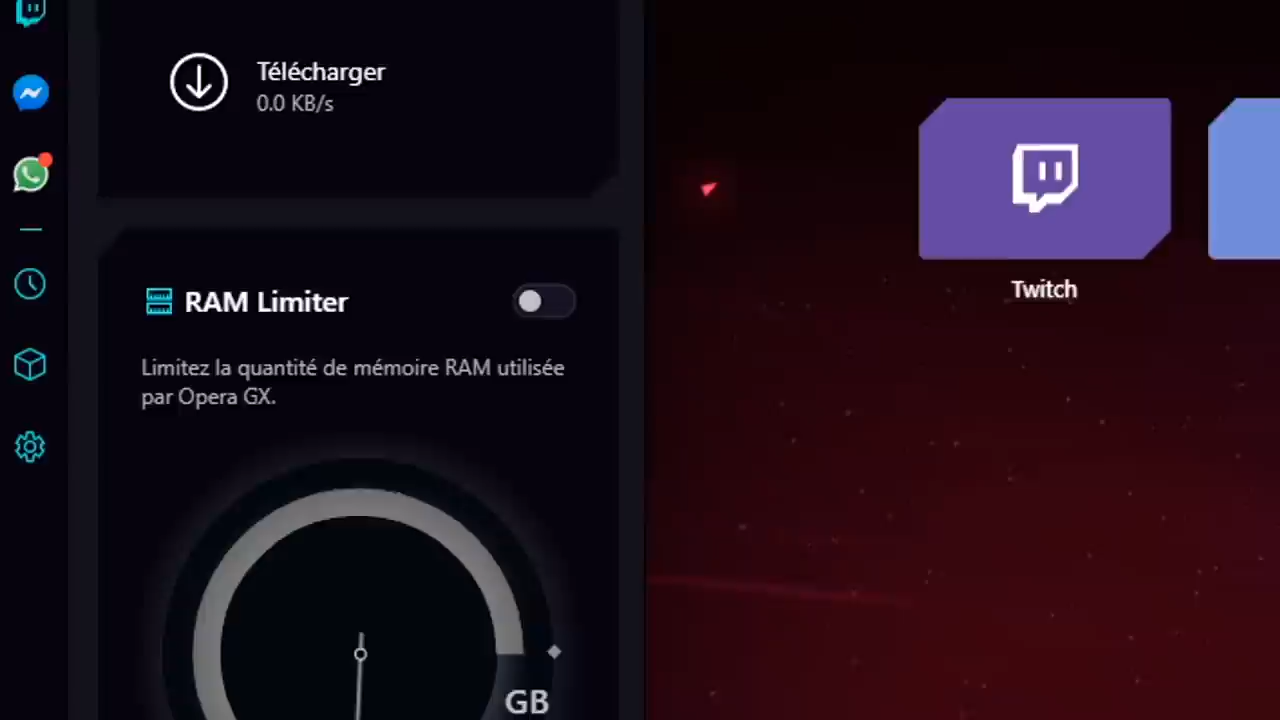 Télécharger
0.0 KB/s
RAM Limiter
Limitez la quantité de mémoire RAM utilisée
par Opera GX.
GB
Twitch